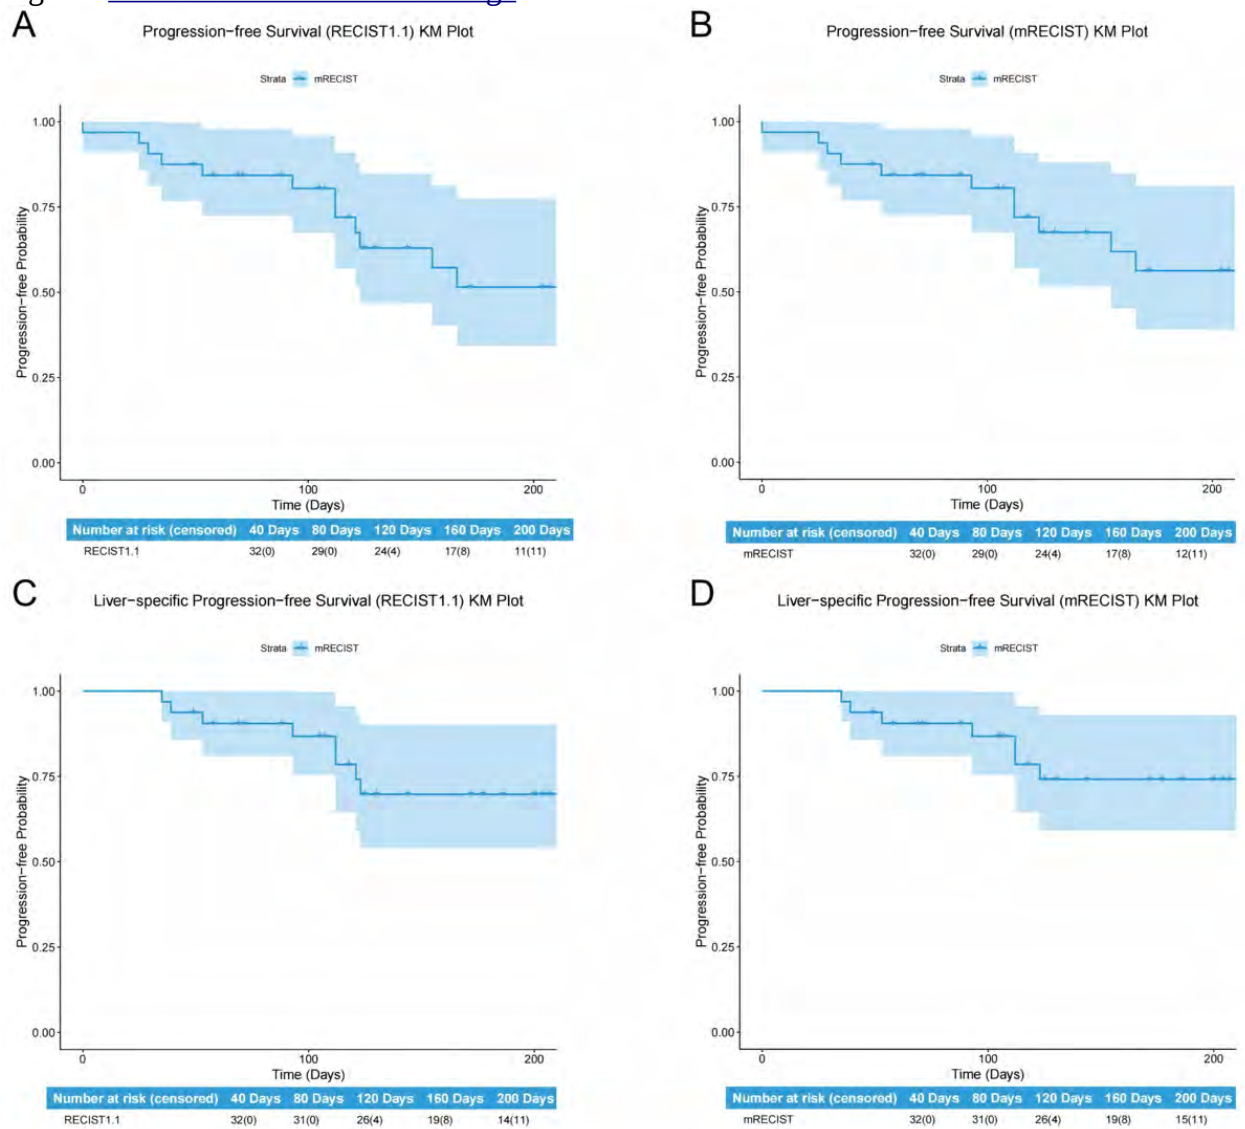 A
Progression-free Survival (RECIST1.1) KM Plot
Strata mRECIST
Progression-free Probability
1.00
0.75
0.50
0.25
0.00
0 100 200
Time (Days)
Number at risk (censored) 40 Days 80 Days 120 Days 160 Days 200 Days
RECIST1.1 32(0) 29(0) 24(4) 17(8) 11(11)
B
Progression-free Survival (mRECIST) KM Plot
Strata mRECIST
Progression-free Probability
1.00
0.75
0.50
0.25
0.00
0 100 200
Time (Days)
Number at risk (censored) 40 Days 80 Days 120 Days 160 Days 200 Days
mRECIST 32(0) 29(0) 24(4) 17(8) 12(11)
C
Liver-specific Progression-free Survival (RECIST1.1) KM Plot
Strata mRECIST
Progression-free Probability
1.00
0.75
0.50
0.25
0.00
0 100 200
Time (Days)
Number at risk (censored) 40 Days 80 Days 120 Days 160 Days 200 Days
RECIST1.1 32(0) 31(0) 26(4) 19(8) 14(11)
D
Liver-specific Progression-free Survival (mRECIST) KM Plot
Strata mRECIST
Progression-free Probability
1.00
0.75
0.50
0.25
0.00
0 100 200
Time (Days)
Number at risk (censored) 40 Days 80 Days 120 Days 160 Days 200 Days
mRECIST 32(0) 31(0) 26(4) 19(8) 15(11)